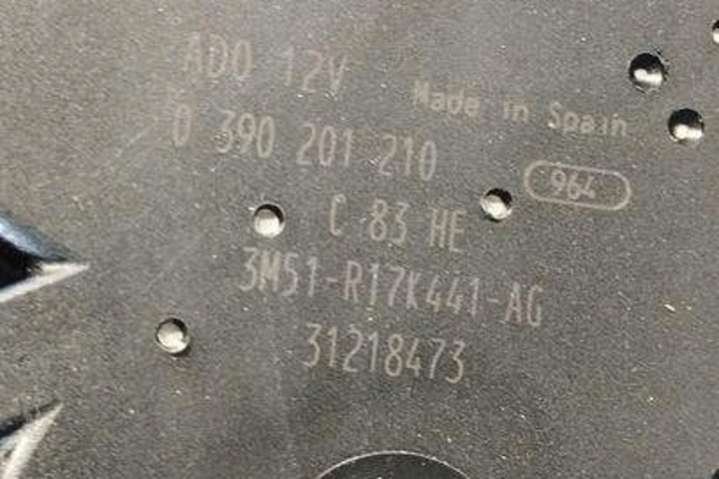 ADO 12V
Made in Spain
0 390 201 210
964
C 83 HE
3M51-R17K441-AG
31218473